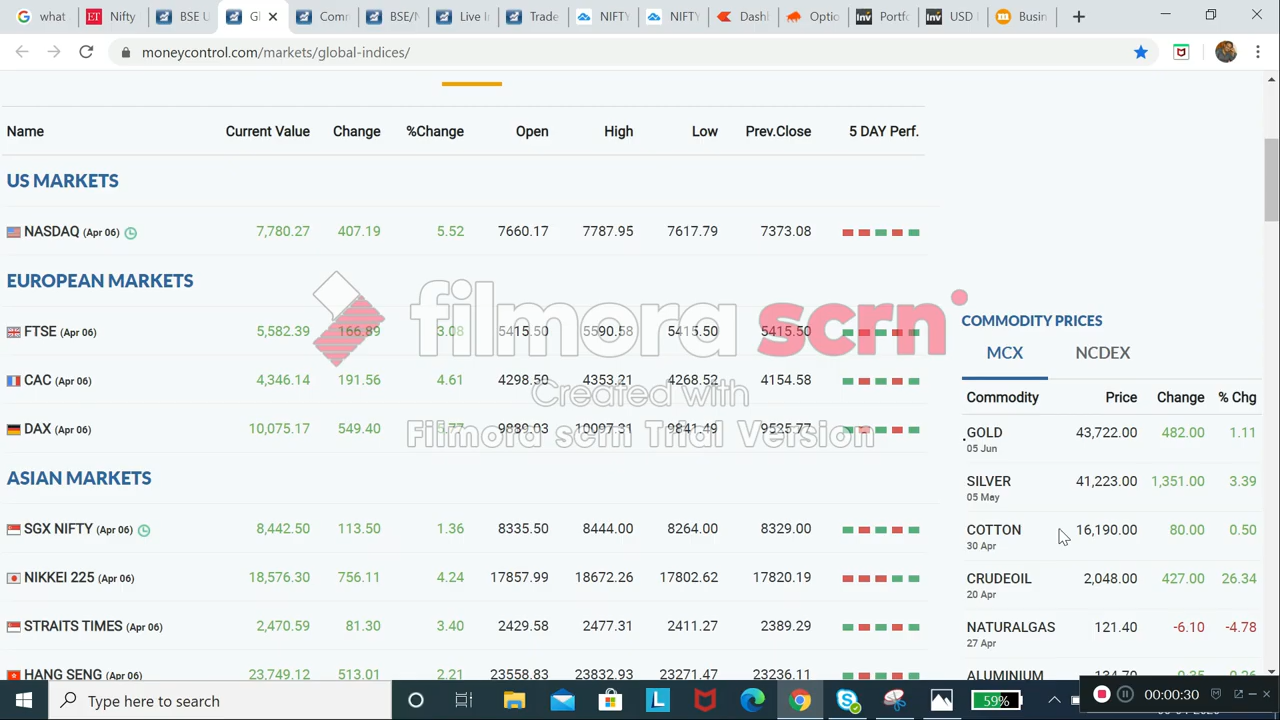 what
Nifty
BSE U
Gl
Comm
BSE/N
Live In
Trade
NIFTY
NIFTY
Dash
Optio
Portfo
USD
Busin
moneycontrol.com/markets/global-indices/
Name Current Value Change %Change Open High Low Prev.Close 5 DAY Perf.
US MARKETS
NASDAQ (Apr 06) 7,780.27 407.19 5.52 7660.17 7787.95 7617.79 7373.08
EUROPEAN MARKETS
FTSE (Apr 06) 5,582.39 166.89 3.08 5415.50 5590.58 5415.50 5415.50
CAC (Apr 06) 4,346.14 191.56 4.61 4298.50 4353.21 4268.52 4154.58
DAX (Apr 06) 10,075.17 549.40 5.77 9839.03 10097.31 9841.49 9525.77
ASIAN MARKETS
SGX NIFTY (Apr 06) 8,442.50 113.50 1.36 8335.50 8444.00 8264.00 8329.00
NIKKEI 225 (Apr 06) 18,576.30 756.11 4.24 17857.99 18672.26 17802.62 17820.19
STRAITS TIMES (Apr 06) 2,470.59 81.30 3.40 2429.58 2477.31 2411.27 2389.29
HANG SENG (Apr 06) 23,749.12 513.01 2.21 23558.83 23832.93 23271.47 23236.11
filmora scrn
Created with
Filmora scrn Trial Version
COMMODITY PRICES
MCX NCDEX
Commodity Price Change % Chg
GOLD 43,722.00 482.00 1.11
05 Jun
SILVER 41,223.00 1,351.00 3.39
05 May
COTTON 16,190.00 80.00 0.50
30 Apr
CRUDEOIL 2,048.00 427.00 26.34
20 Apr
NATURALGAS 121.40 -6.10 -4.78
27 Apr
ALUMINIUM
Type here to search
59%
00:00:30